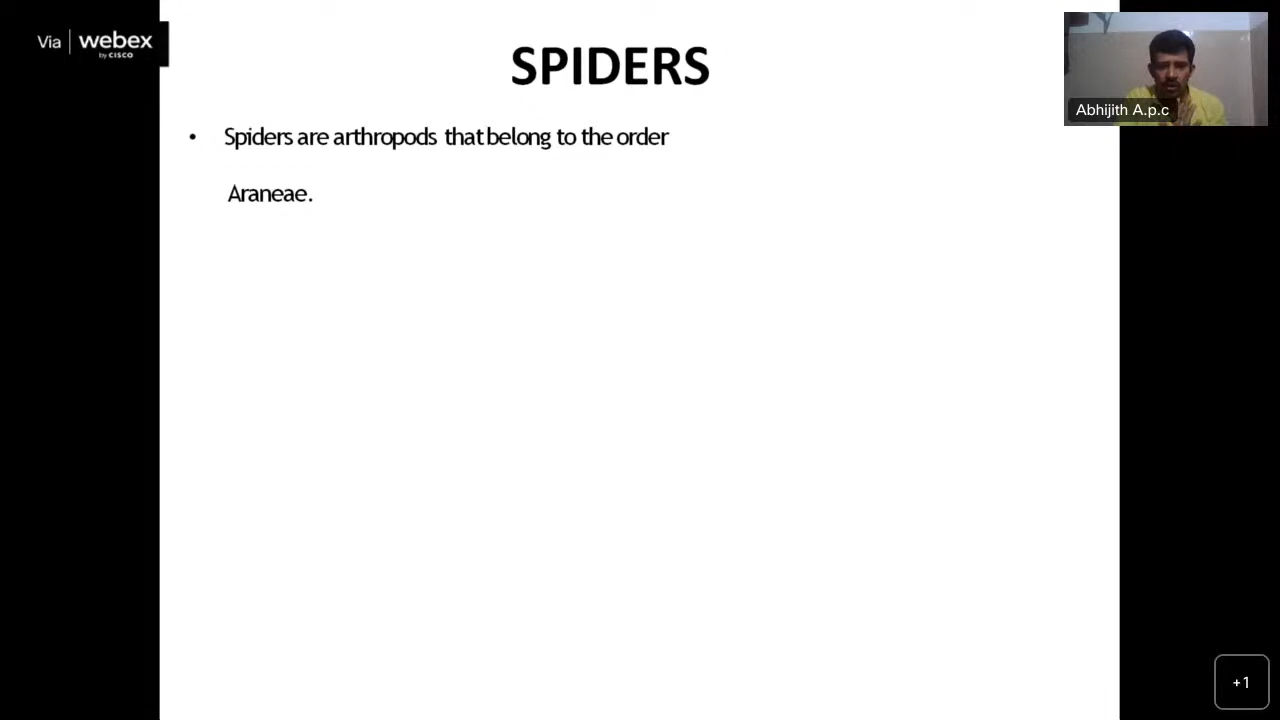 Via webex
by CISCO
SPIDERS
Abhijith A.p.c
• Spiders are arthropods that belong to the order
Araneae.
+1